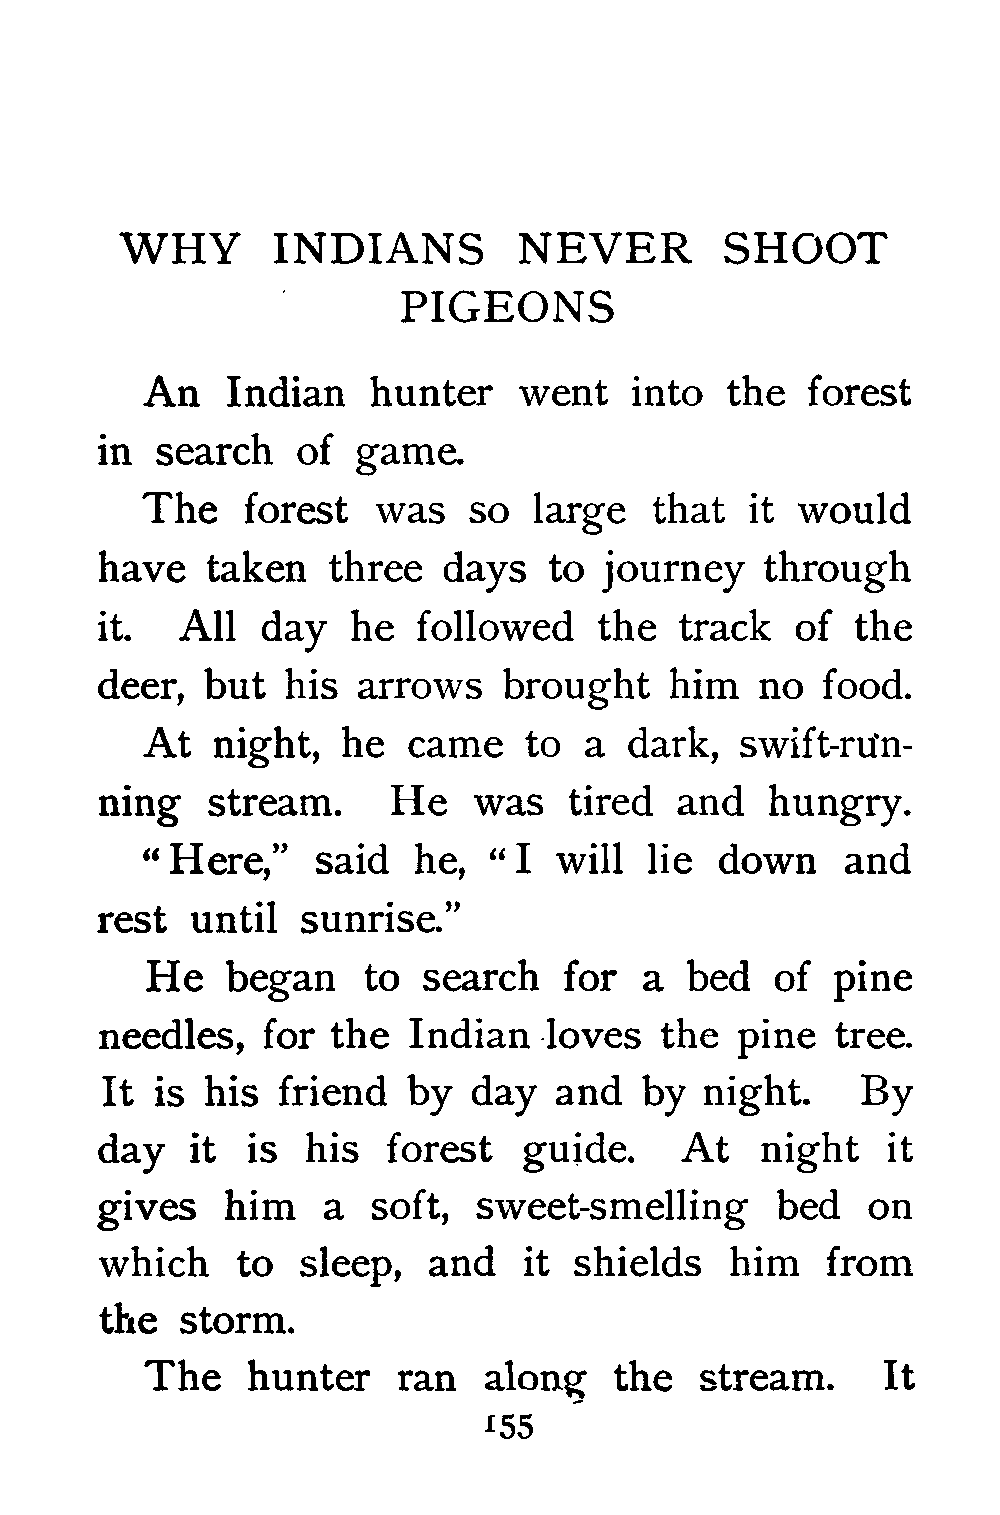 WHY INDIANS NEVER SHOOT
PIGEONS
An Indian hunter went into the forest
in search of game.
The forest was so large that it would
have taken three days to journey through
it. All day he followed the track of the
deer, but his arrows brought him no food.
At night, he came to a dark, swift-run-
ning stream. He was tired and hungry.
“Here,” said he, “I will lie down and
rest until sunrise.”
He began to search for a bed of pine
needles, for the Indian loves the pine tree.
It is his friend by day and by night. By
day it is his forest guide. At night it
gives him a soft, sweet-smelling bed on
which to sleep, and it shields him from
the storm.
The hunter ran along the stream. It
155